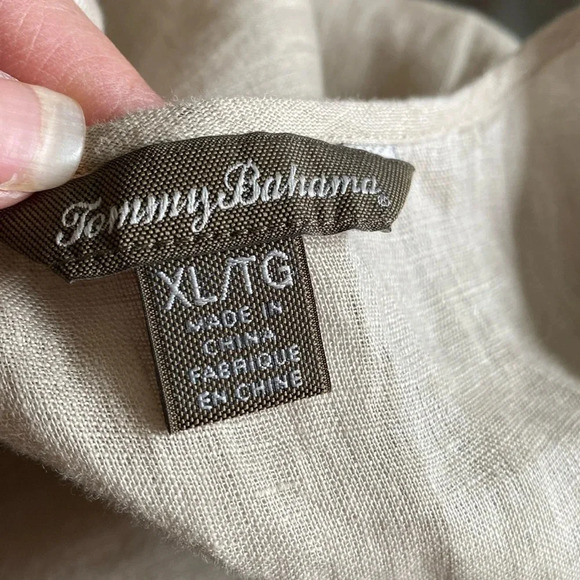 Tommy Bahama®
XL/TG
MADE IN
CHINA
FABRIQUE
EN CHINE